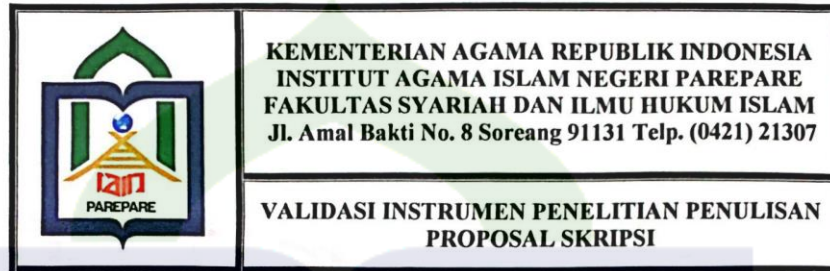 KEMENTERIAN AGAMA REPUBLIK INDONESIA
INSTITUT AGAMA ISLAM NEGERI PAREPARE
FAKULTAS SYARIAH DAN ILMU HUKUM ISLAM
Jl. Amal Bakti No. 8 Soreang 91131 Telp. (0421) 21307
IAIN
PAREPARE
VALIDASI INSTRUMEN PENELITIAN PENULISAN
PROPOSAL SKRIPSI